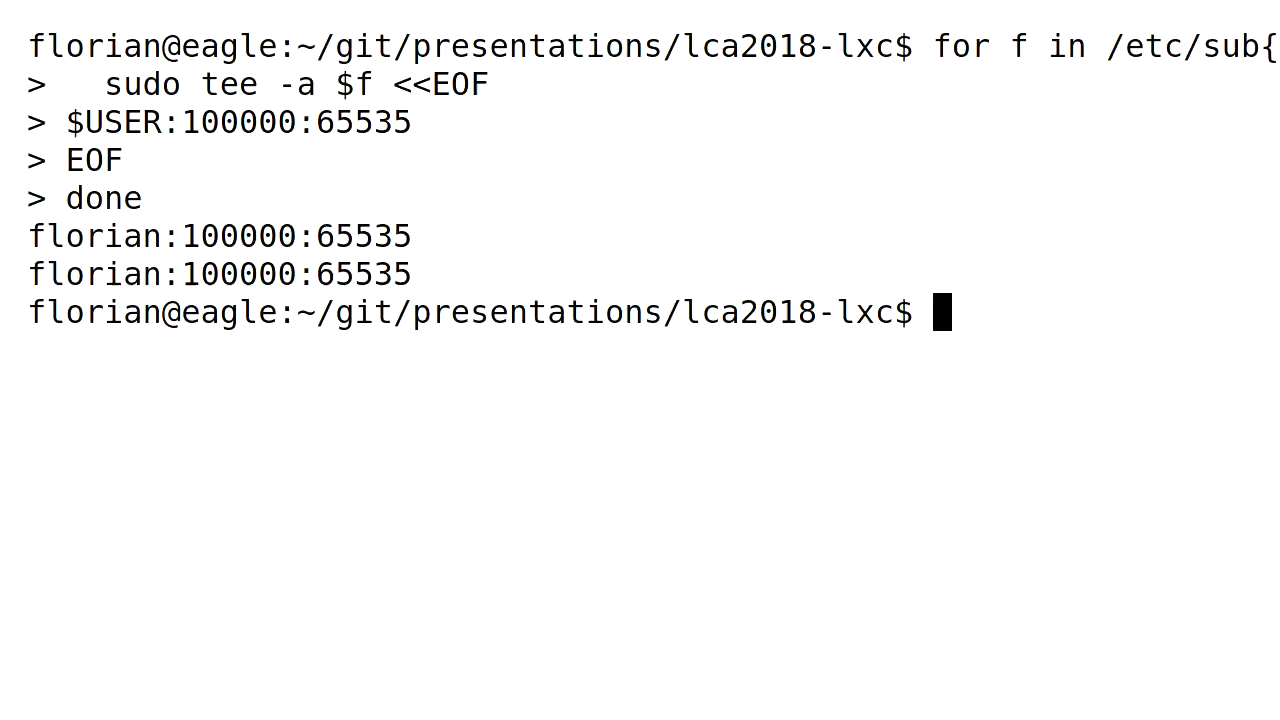 florian@eagle:~/git/presentations/lca2018-lxc$ for f in /etc/sub{
>   sudo tee -a $f <<EOF
> $USER:100000:65535
> EOF
> done
florian:100000:65535
florian:100000:65535
florian@eagle:~/git/presentations/lca2018-lxc$